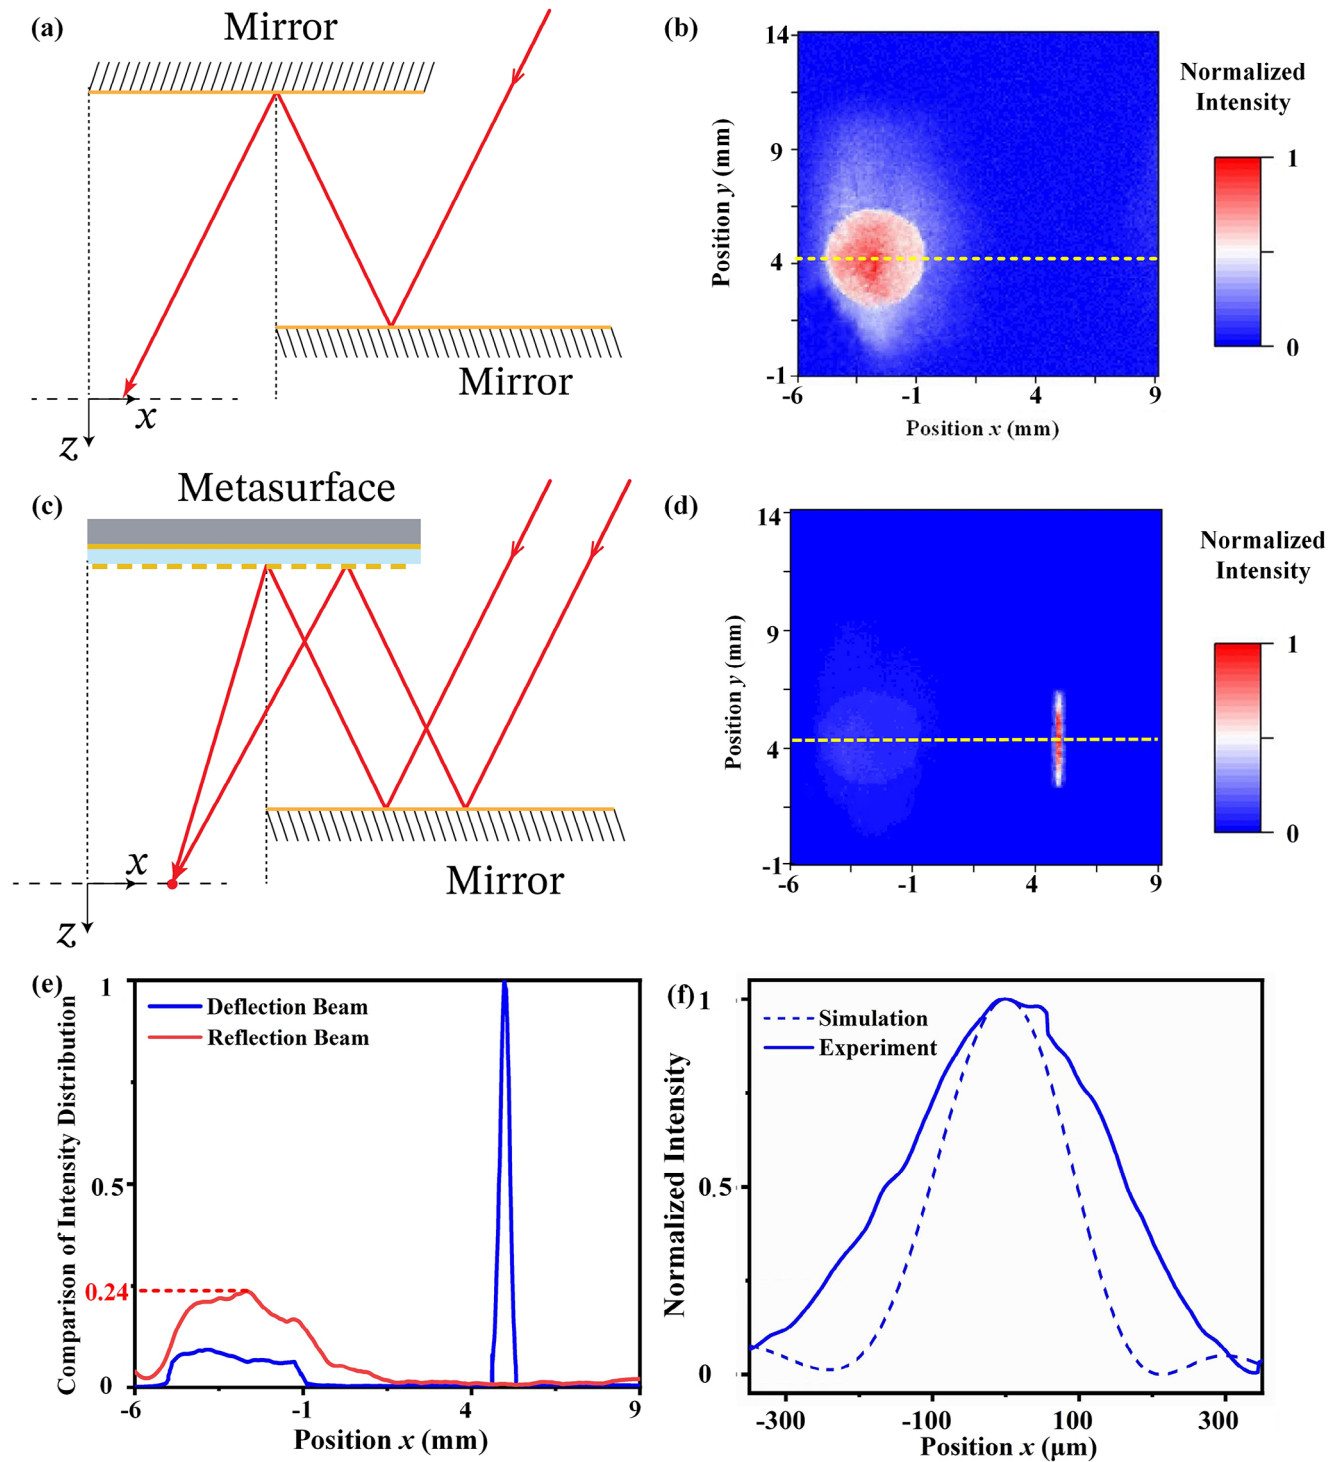 (a)
Mirror
Mirror
x
z
(b)
14
9
4
-1
-6
-1
4
9
Position y (mm)
Position x (mm)
Normalized
Intensity
1
0
(c)
Metasurface
Mirror
x
z
(d)
14
9
4
-1
-6
-1
4
9
Position y (mm)
Normalized
Intensity
1
0
(e)
Comparison of Intensity Distribution
1
0.5
0.24
0
Deflection Beam
Reflection Beam
-6
-1
4
9
Position x (mm)
(f)
Normalized Intensity
1
0.5
0
Simulation
Experiment
-300
-100
100
300
Position x (μm)